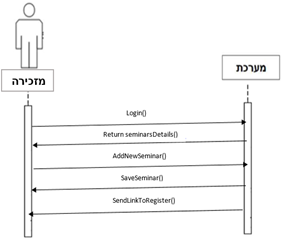 מזכירה
מערכת
Login()
Return seminarsDetails()
AddNewSeminar()
SaveSeminar()
SendLinkToRegister()